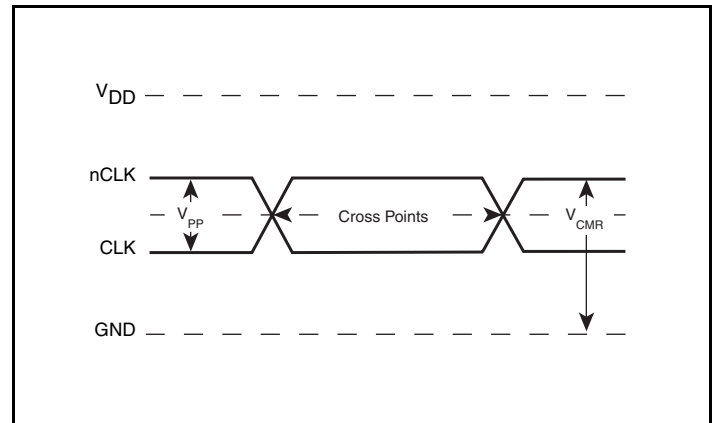 VDD
nCLK
VPP
Cross Points
VCMR
CLK
GND